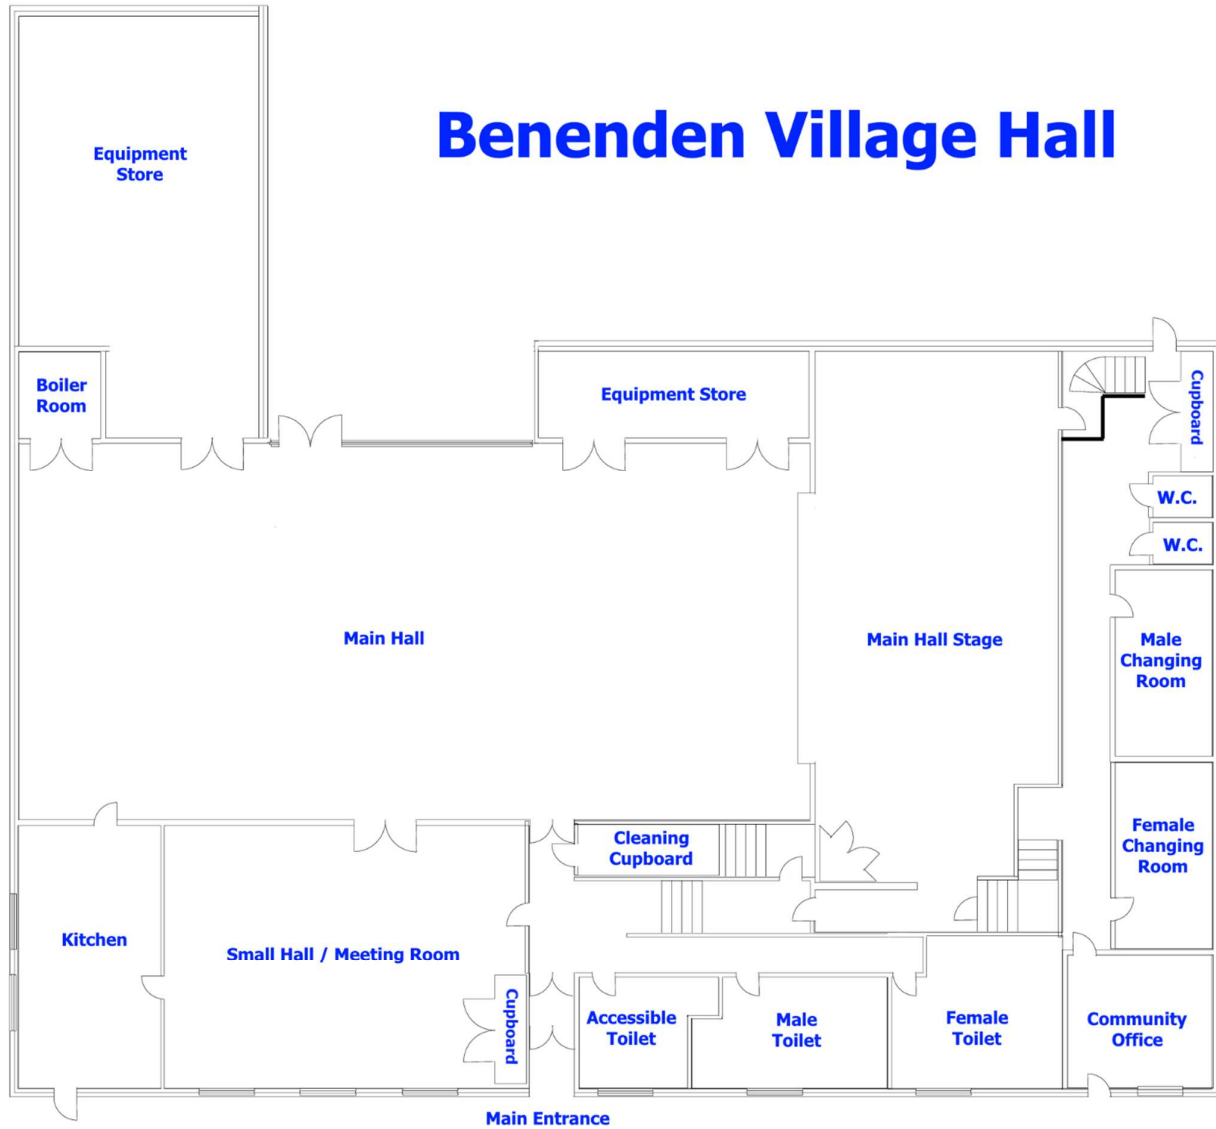 Benenden Village Hall
Equipment
Store
Boiler
Room
Equipment Store
Cupboard
W.C.
W.C.
Main Hall
Main Hall Stage
Male
Changing
Room
Female
Changing
Room
Cleaning
Cupboard
Kitchen
Small Hall / Meeting Room
Cupboard
Accessible
Toilet
Male
Toilet
Female
Toilet
Community
Office
Main Entrance